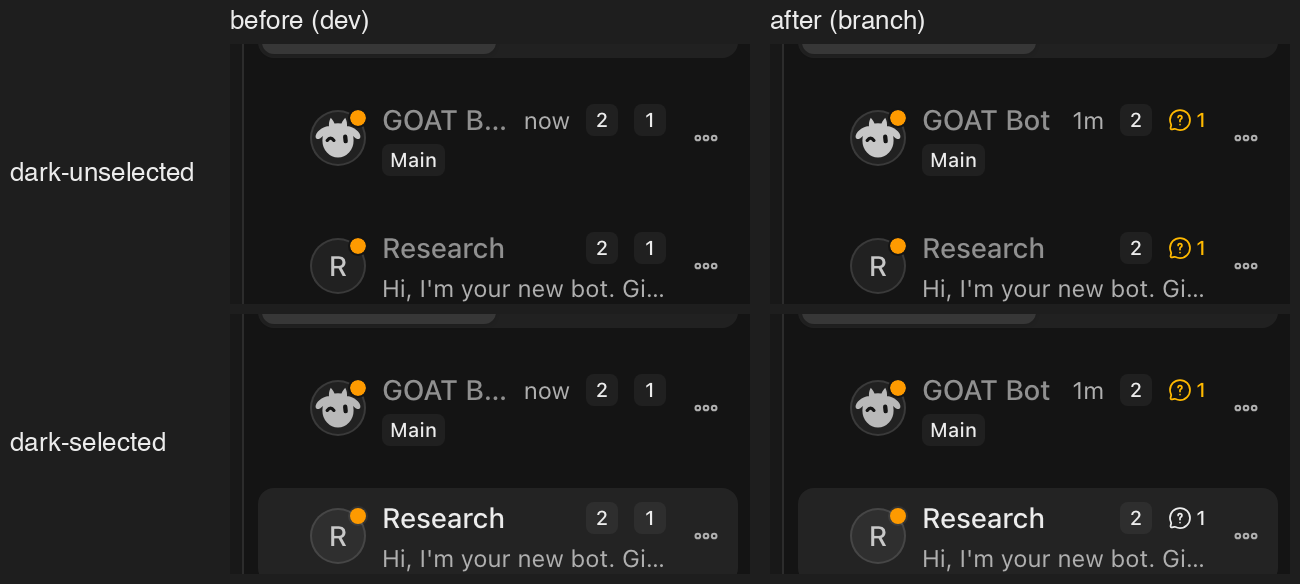 before (dev) after (branch)
dark-unselected
GOAT B... now 2 1
Main
R Research 2 1
Hi, I'm your new bot. Gi...
GOAT Bot 1m 2 ? 1
Main
R Research 2 ? 1
Hi, I'm your new bot. Gi...
dark-selected
GOAT B... now 2 1
Main
R Research 2 1
Hi, I'm your new bot. Gi...
GOAT Bot 1m 2 ? 1
Main
R Research 2 ? 1
Hi, I'm your new bot. Gi...